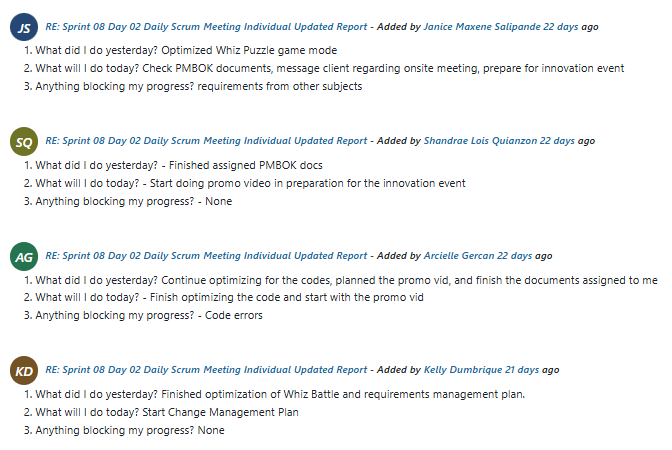 JS
RE: Sprint 08 Day 02 Daily Scrum Meeting Individual Updated Report - Added by Janice Maxene Salipande 22 days ago
1. What did I do yesterday? Optimized Whiz Puzzle game mode
2. What will I do today? Check PMBOK documents, message client regarding onsite meeting, prepare for innovation event
3. Anything blocking my progress? requirements from other subjects
SQ
RE: Sprint 08 Day 02 Daily Scrum Meeting Individual Updated Report - Added by Shandrae Lois Quianzon 22 days ago
1. What did I do yesterday? - Finished assigned PMBOK docs
2. What will I do today? - Start doing promo video in preparation for the innovation event
3. Anything blocking my progress? - None
AG
RE: Sprint 08 Day 02 Daily Scrum Meeting Individual Updated Report - Added by Arcielle Gercan 22 days ago
1. What did I do yesterday? Continue optimizing for the codes, planned the promo vid, and finish the documents assigned to me
2. What will I do today? - Finish optimizing the code and start with the promo vid
3. Anything blocking my progress? - Code errors
KD
RE: Sprint 08 Day 02 Daily Scrum Meeting Individual Updated Report - Added by Kelly Dumbrique 21 days ago
1. What did I do yesterday? Finished optimization of Whiz Battle and requirements management plan.
2. What will I do today? Start Change Management Plan
3. Anything blocking my progress? None